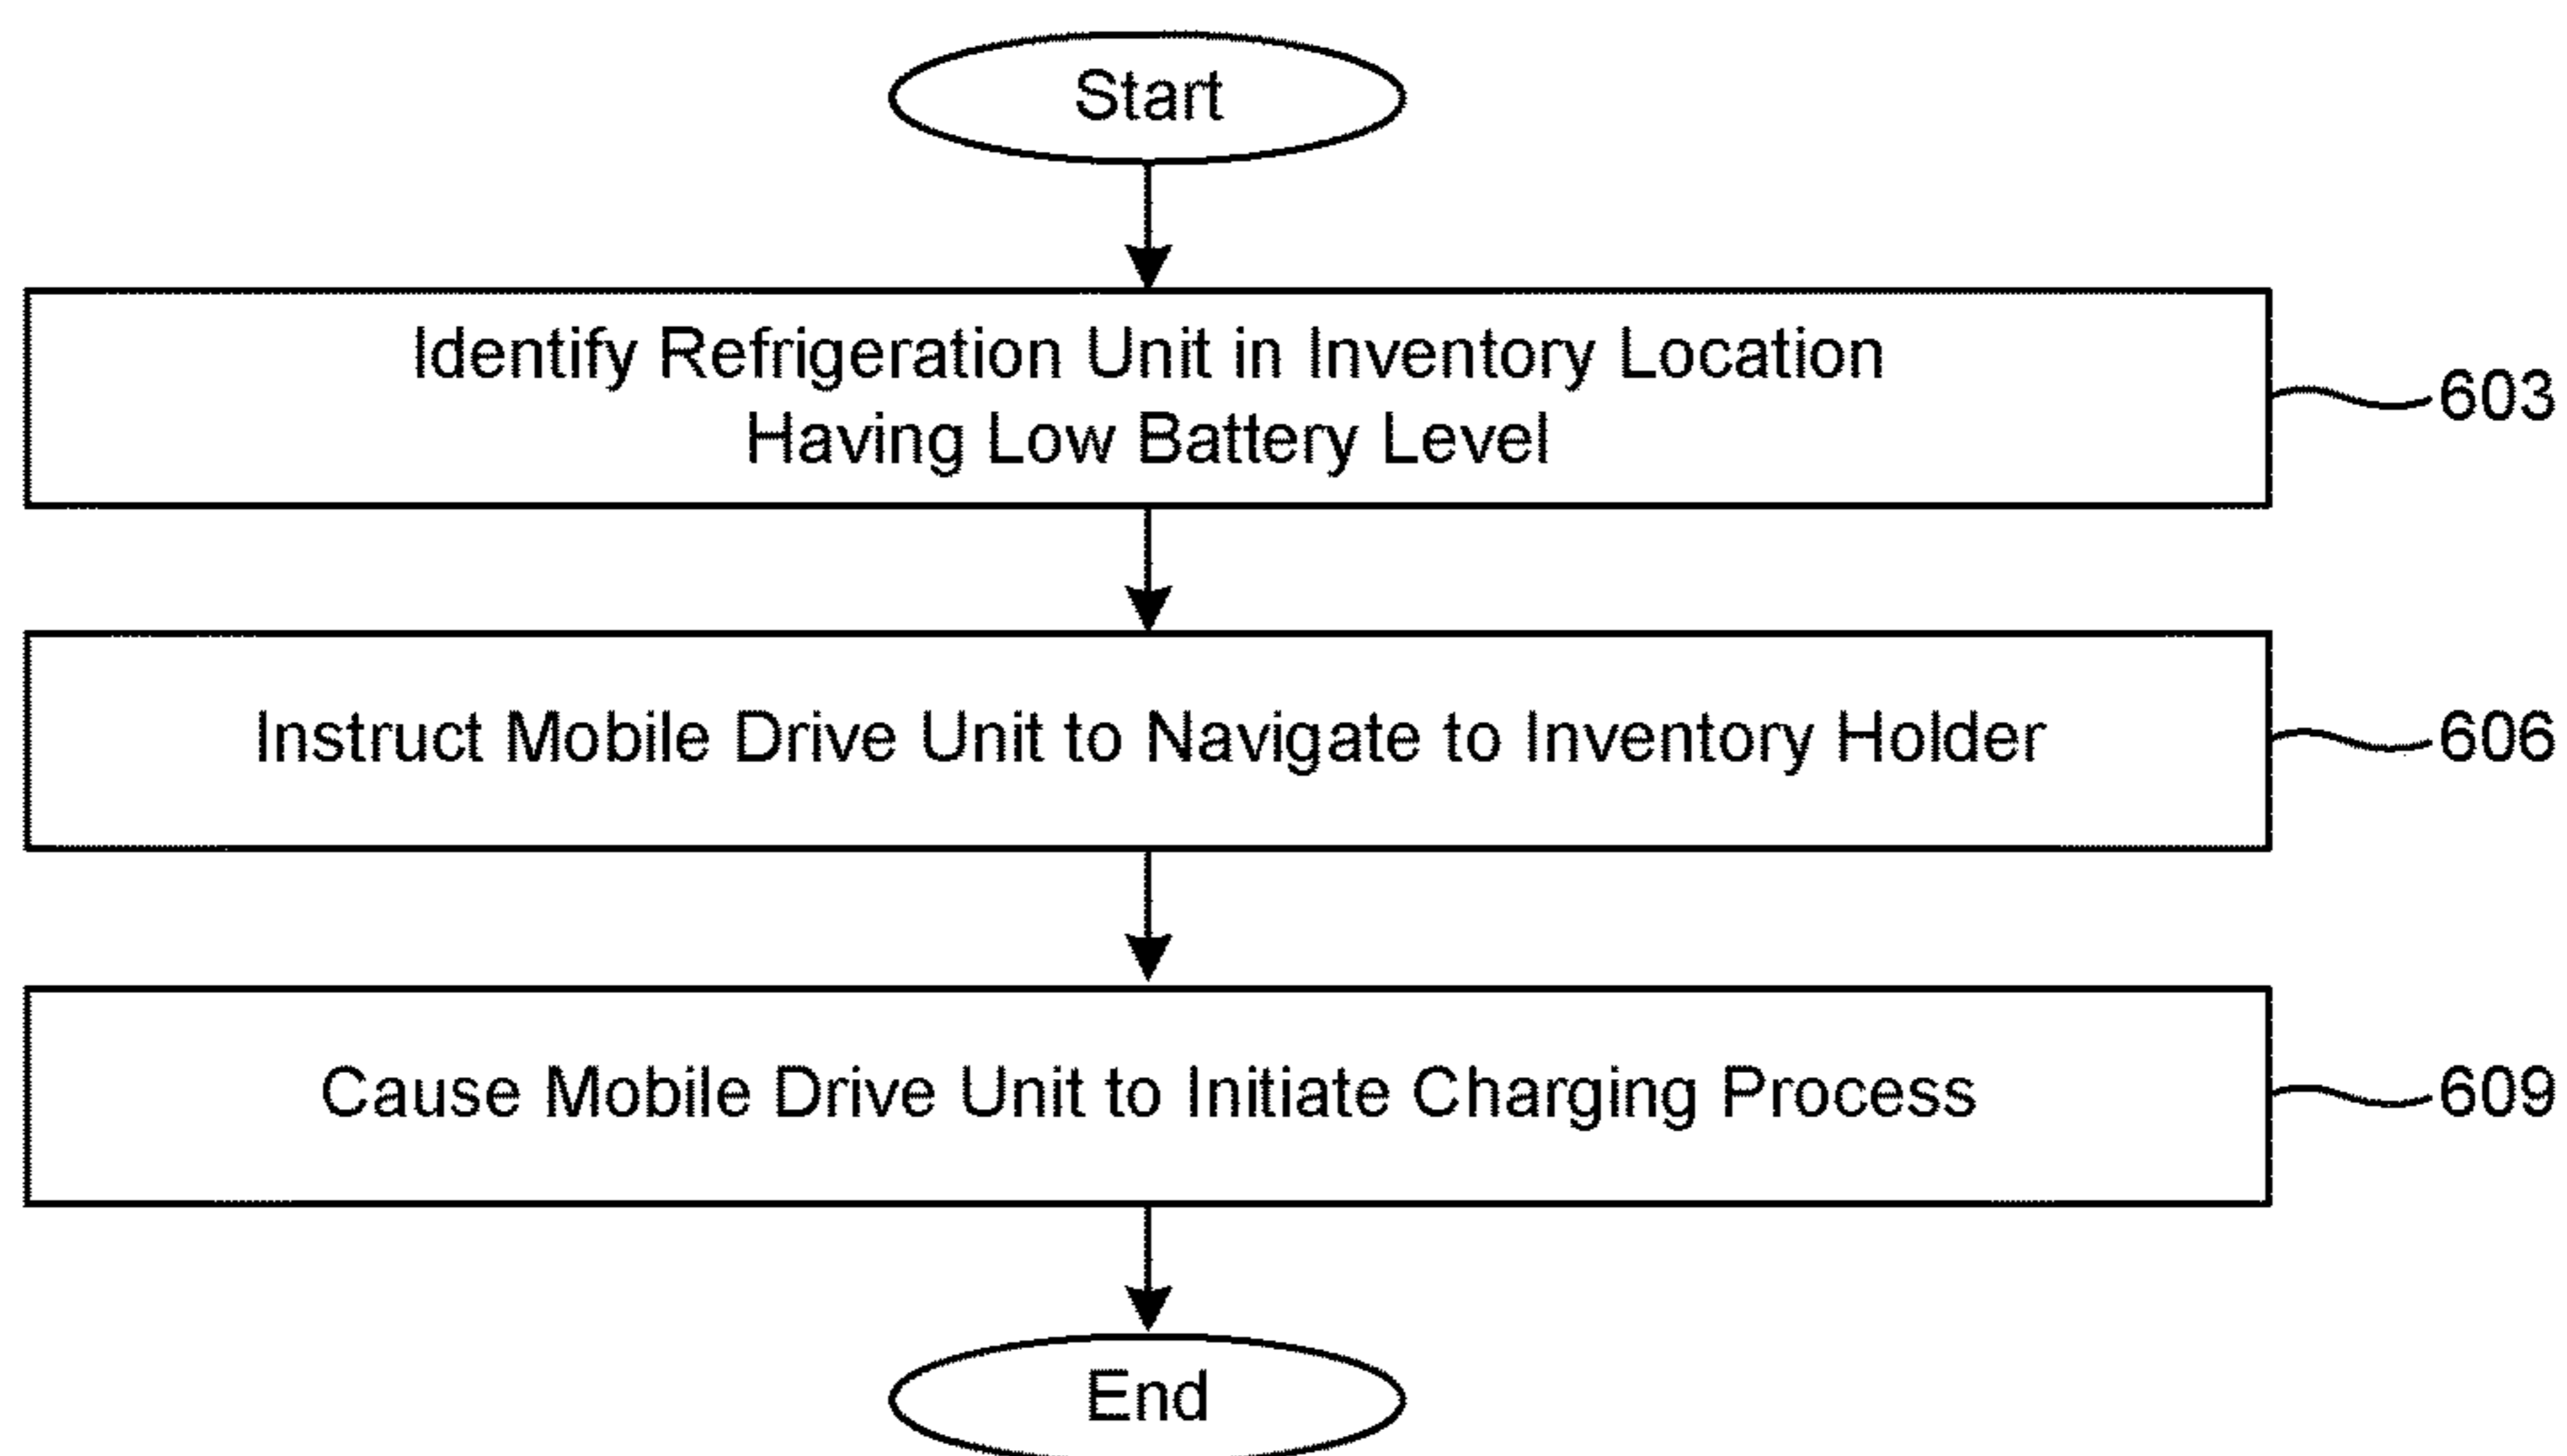 Start
Identify Refrigeration Unit in Inventory Location
Having Low Battery Level
603
Instruct Mobile Drive Unit to Navigate to Inventory Holder
606
Cause Mobile Drive Unit to Initiate Charging Process
609
End